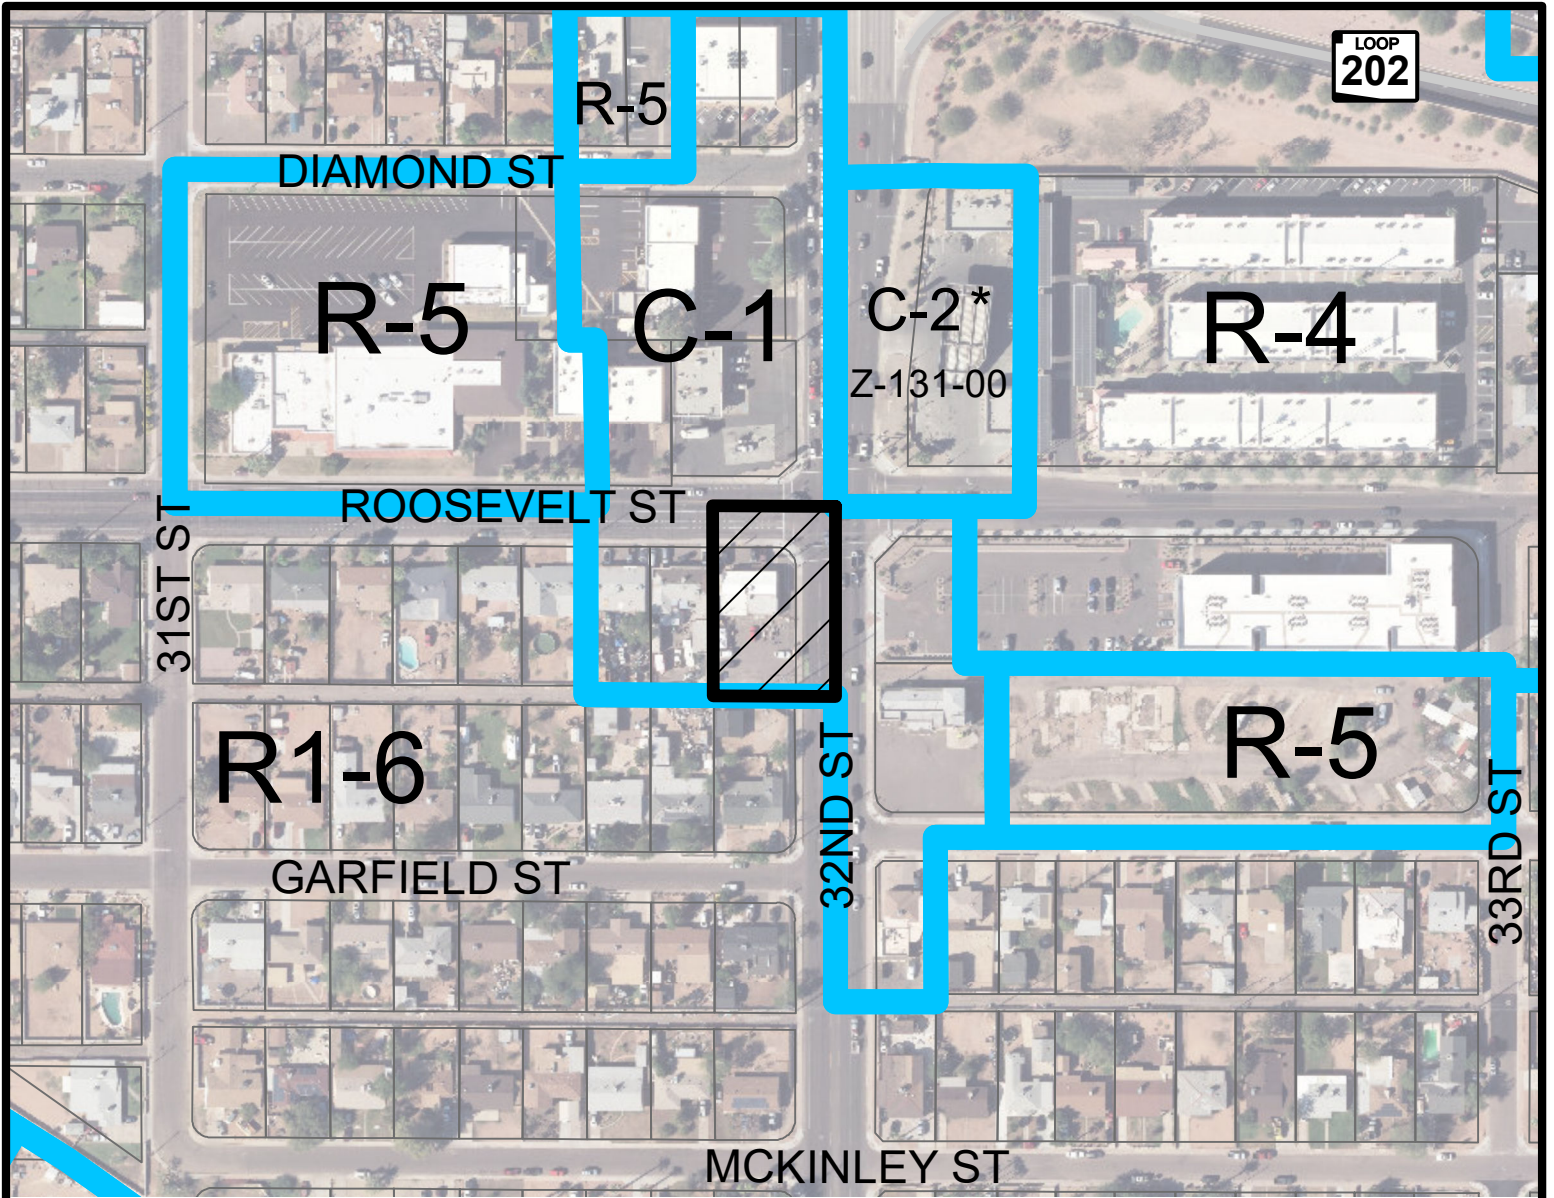 LOOP
202
R-5
DIAMOND ST
R-5
C-1
C-2*
Z-131-00
R-4
ROOSEVELT ST
31ST ST
R1-6
32ND ST
R-5
33RD ST
GARFIELD ST
MCKINLEY ST